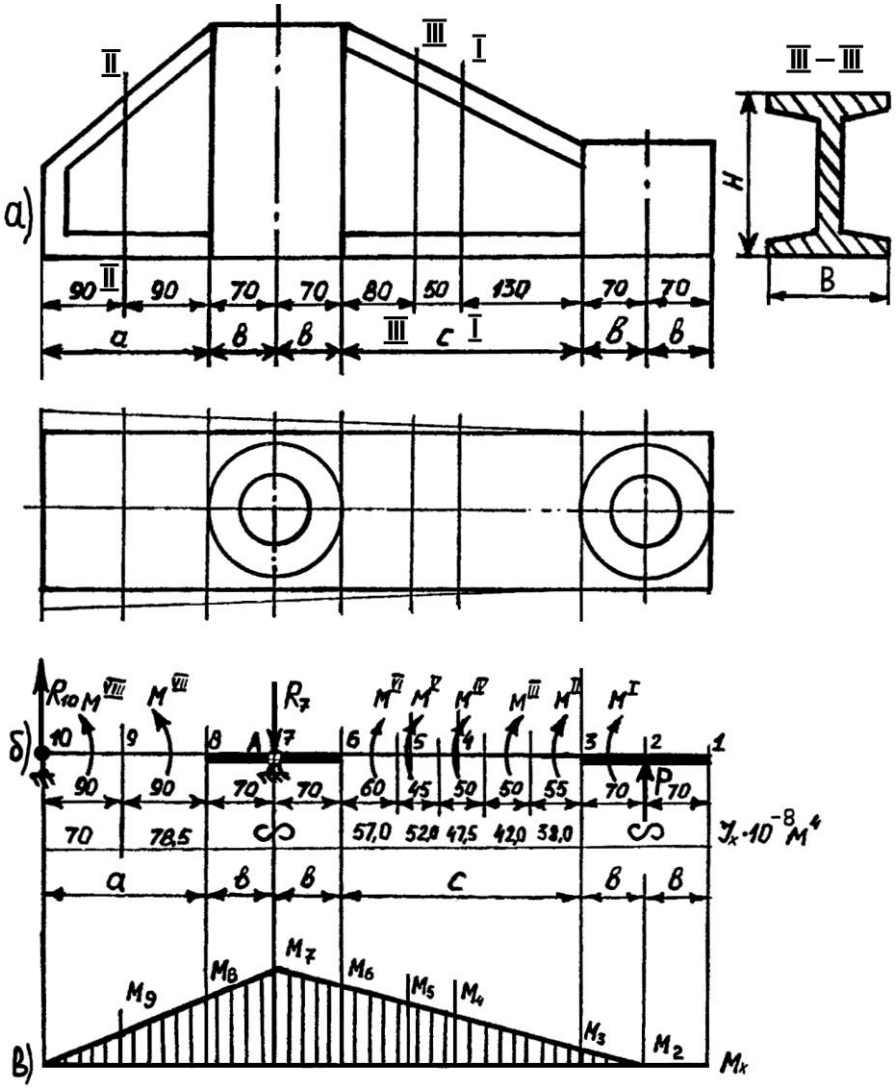 II
III
I
III – III
H
B
а)
II
90
90
70
70
80
50
130
70
70
a
в
в
III
c
I
в
в
R₁₀
M^VIII
M^VII
R₇
M^VI
M^V
M^IV
M^III
M^II
M^I
б)
10
9
8
A
7
6
5
4
3
2
1
90
90
70
70
60
45
50
50
55
70
P
70
70
78,5
∞
57,0
52,0
47,5
42,0
38,0
∞
Jₓ·10⁻⁸ м⁴
a
в
в
c
в
в
M₇
M₈
M₆
M₉
M₅
M₄
M₃
M₂
в)
Mₓ